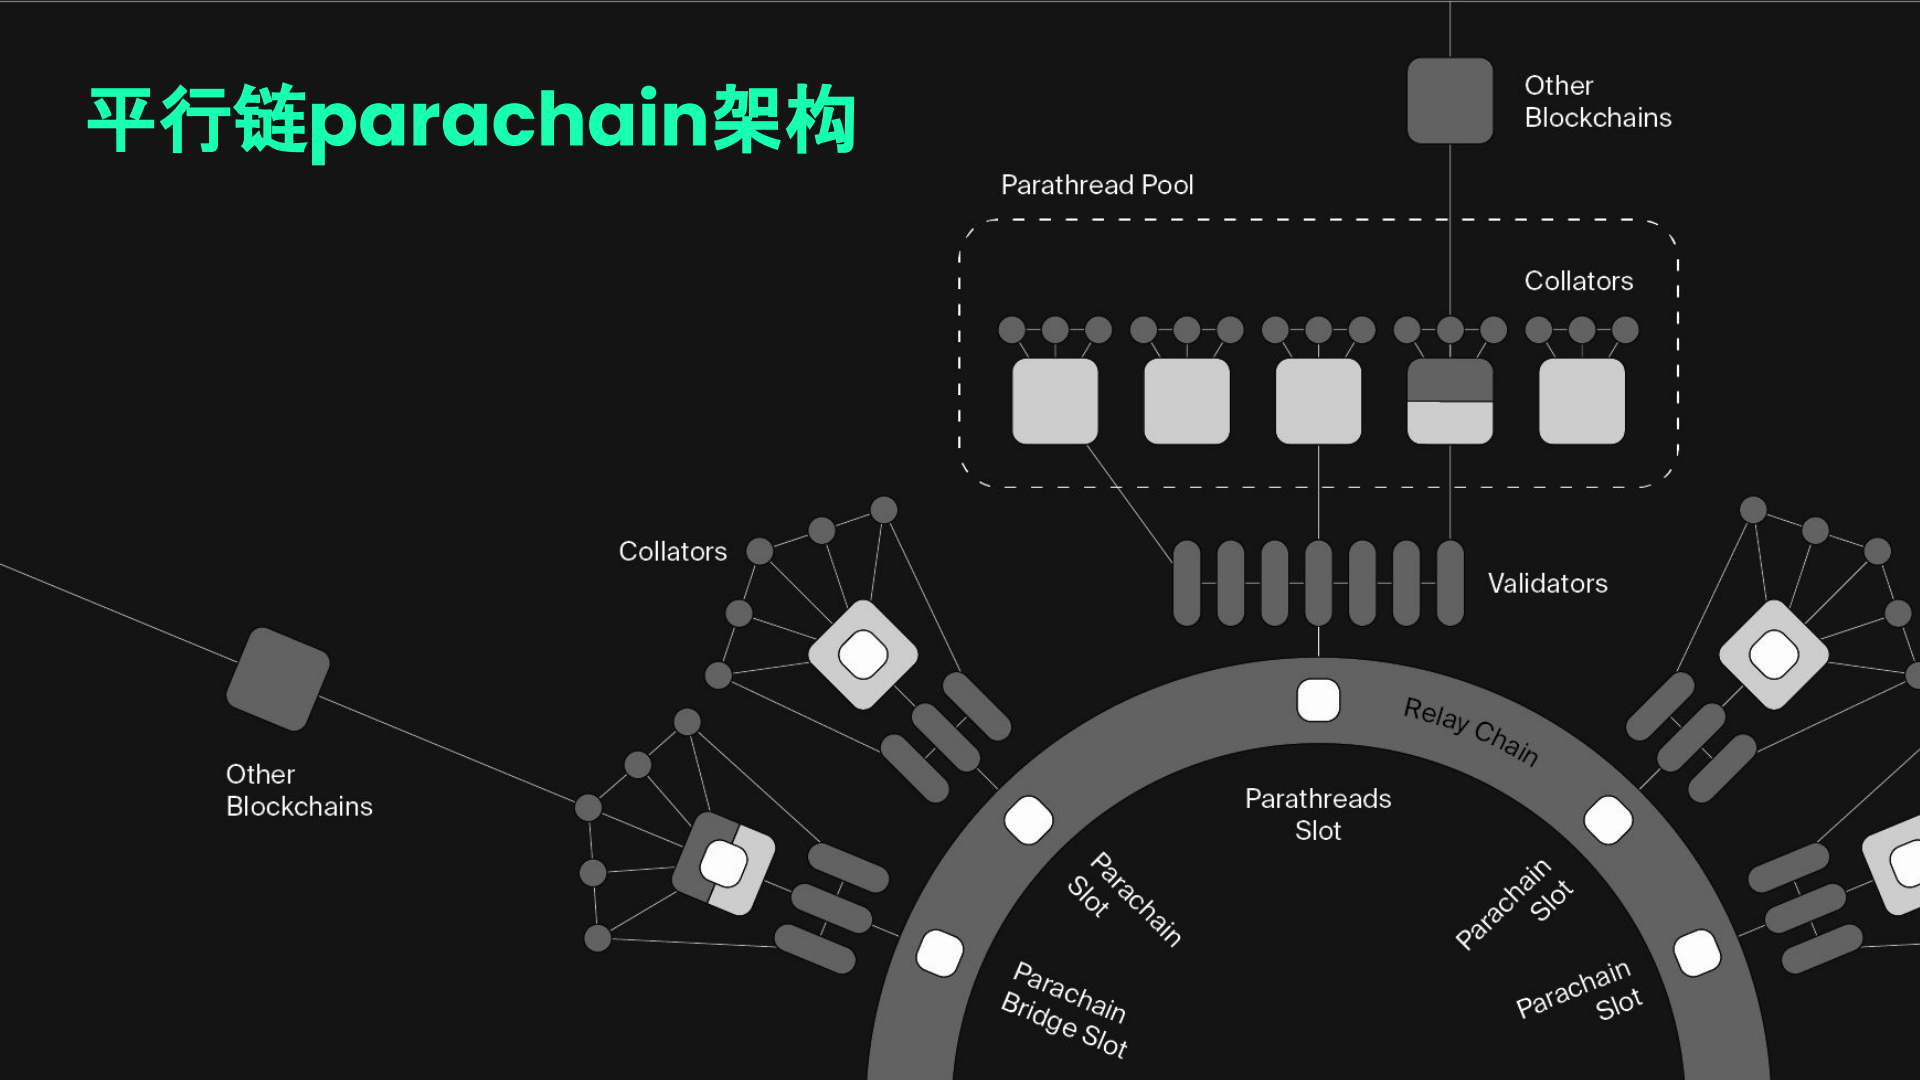 平行链parachain架构
Other
Blockchains
Parathread Pool
Collators
Collators
Validators
Relay Chain
Other
Blockchains
Parathreads
Slot
Parachain
Slot
Parachain
Slot
Parachain
Bridge Slot
Parachain
Slot